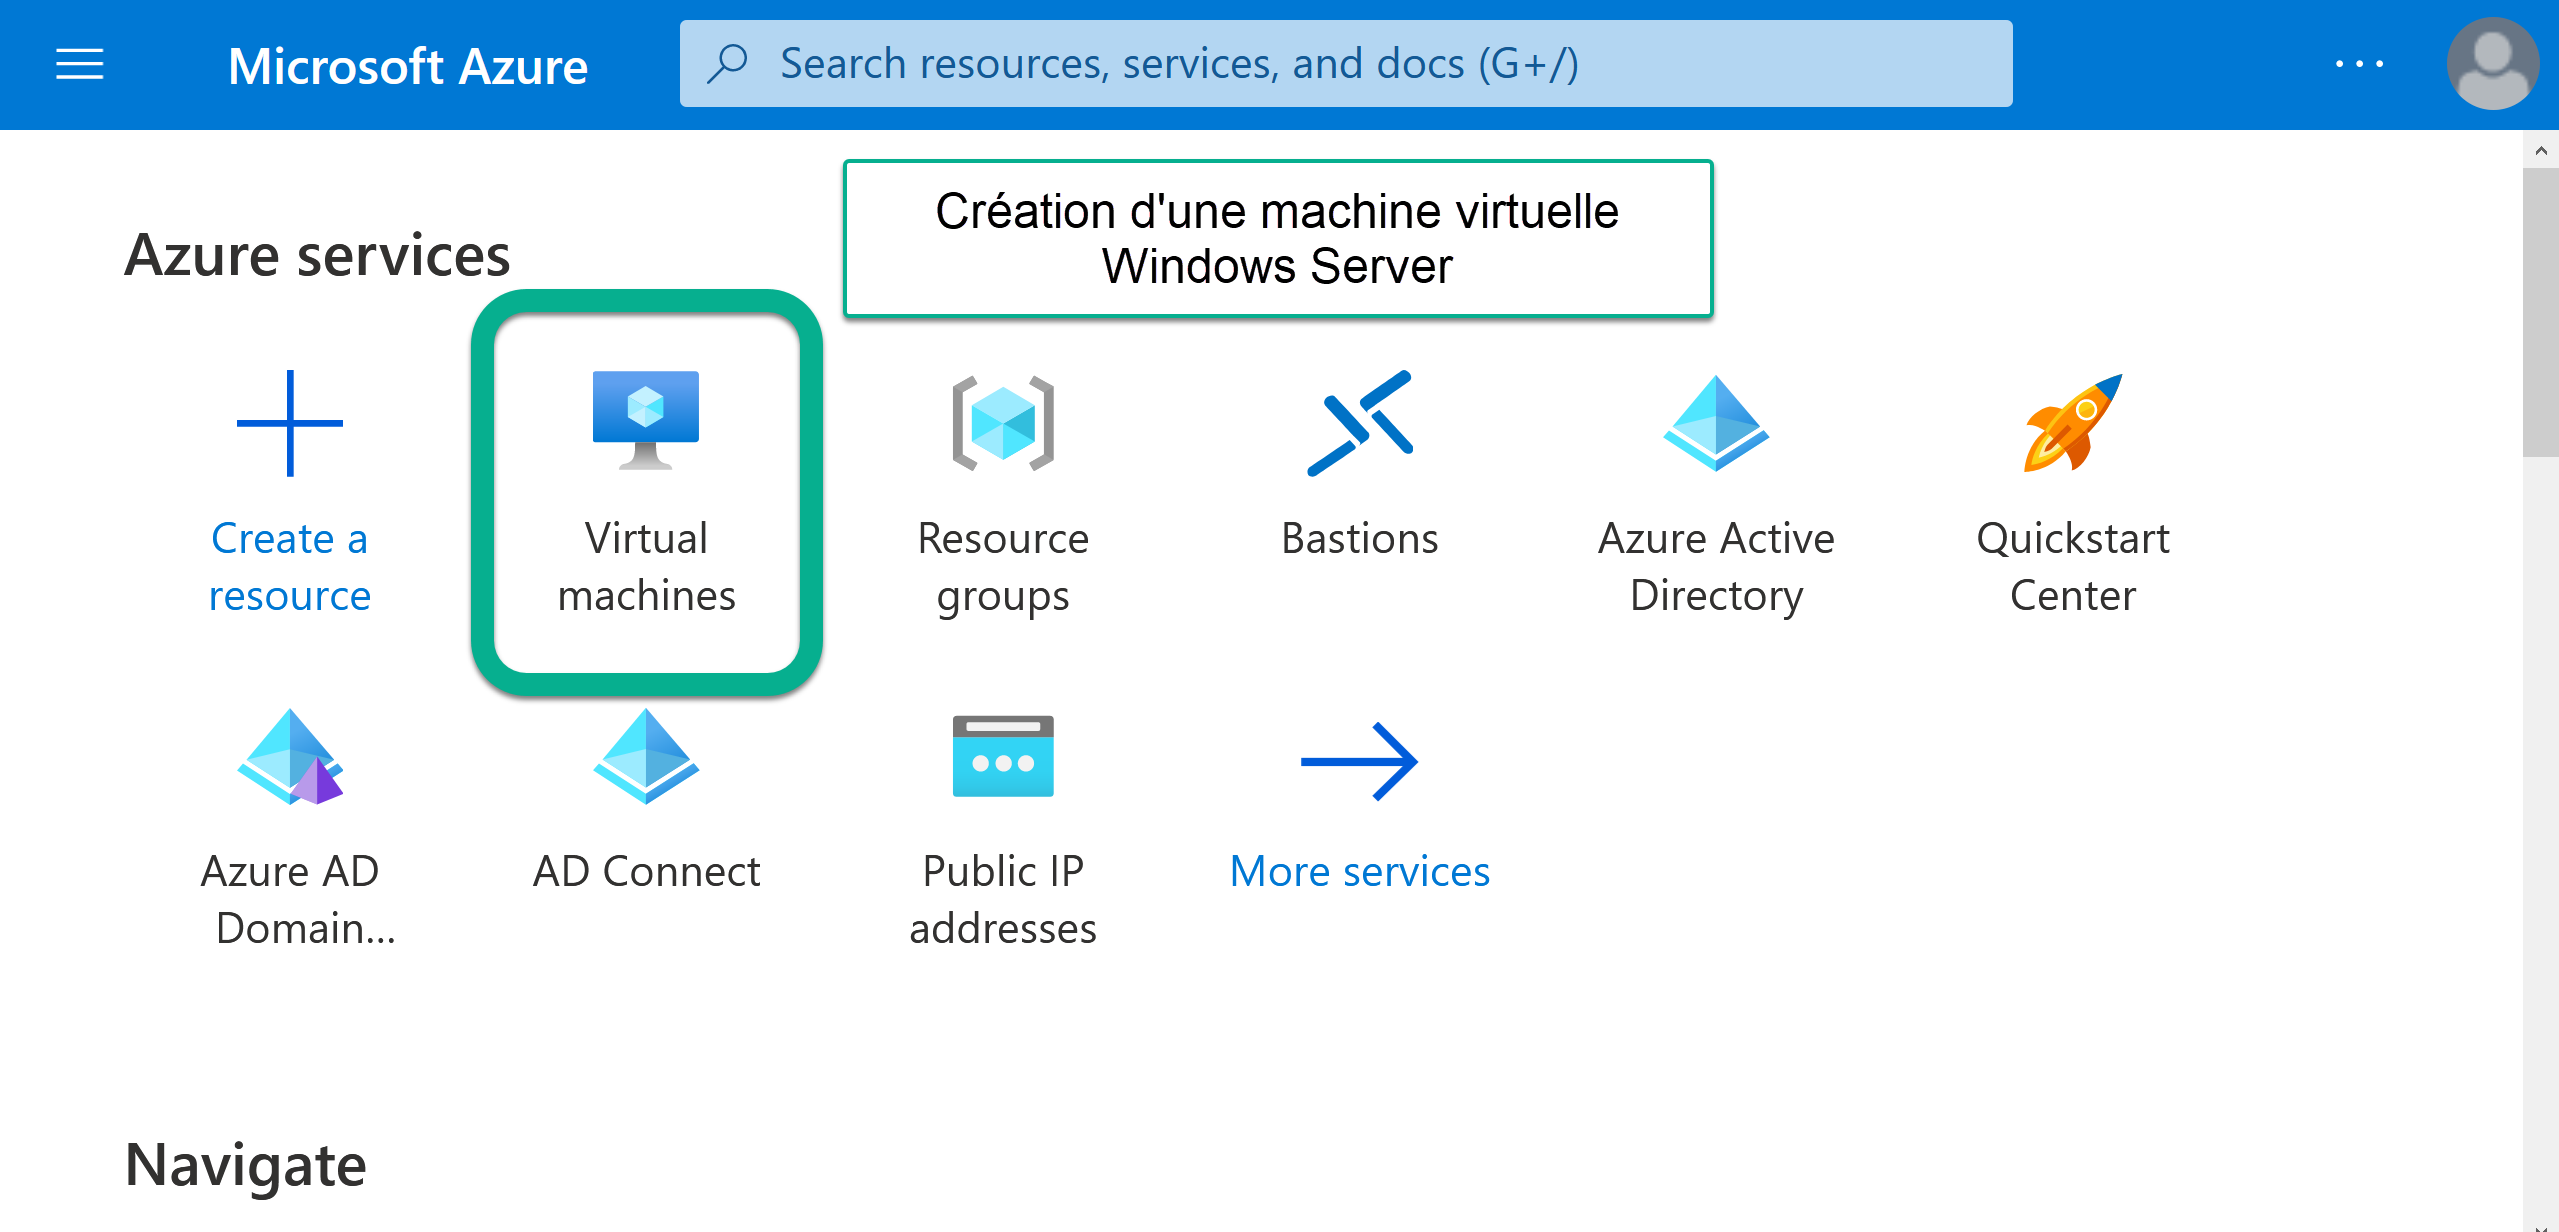 Microsoft Azure
Search resources, services, and docs (G+/)
Création d'une machine virtuelle
Windows Server
Azure services
Create a
resource
Virtual
machines
Resource
groups
Bastions
Azure Active
Directory
Quickstart
Center
Azure AD
Domain...
AD Connect
Public IP
addresses
More services
Navigate